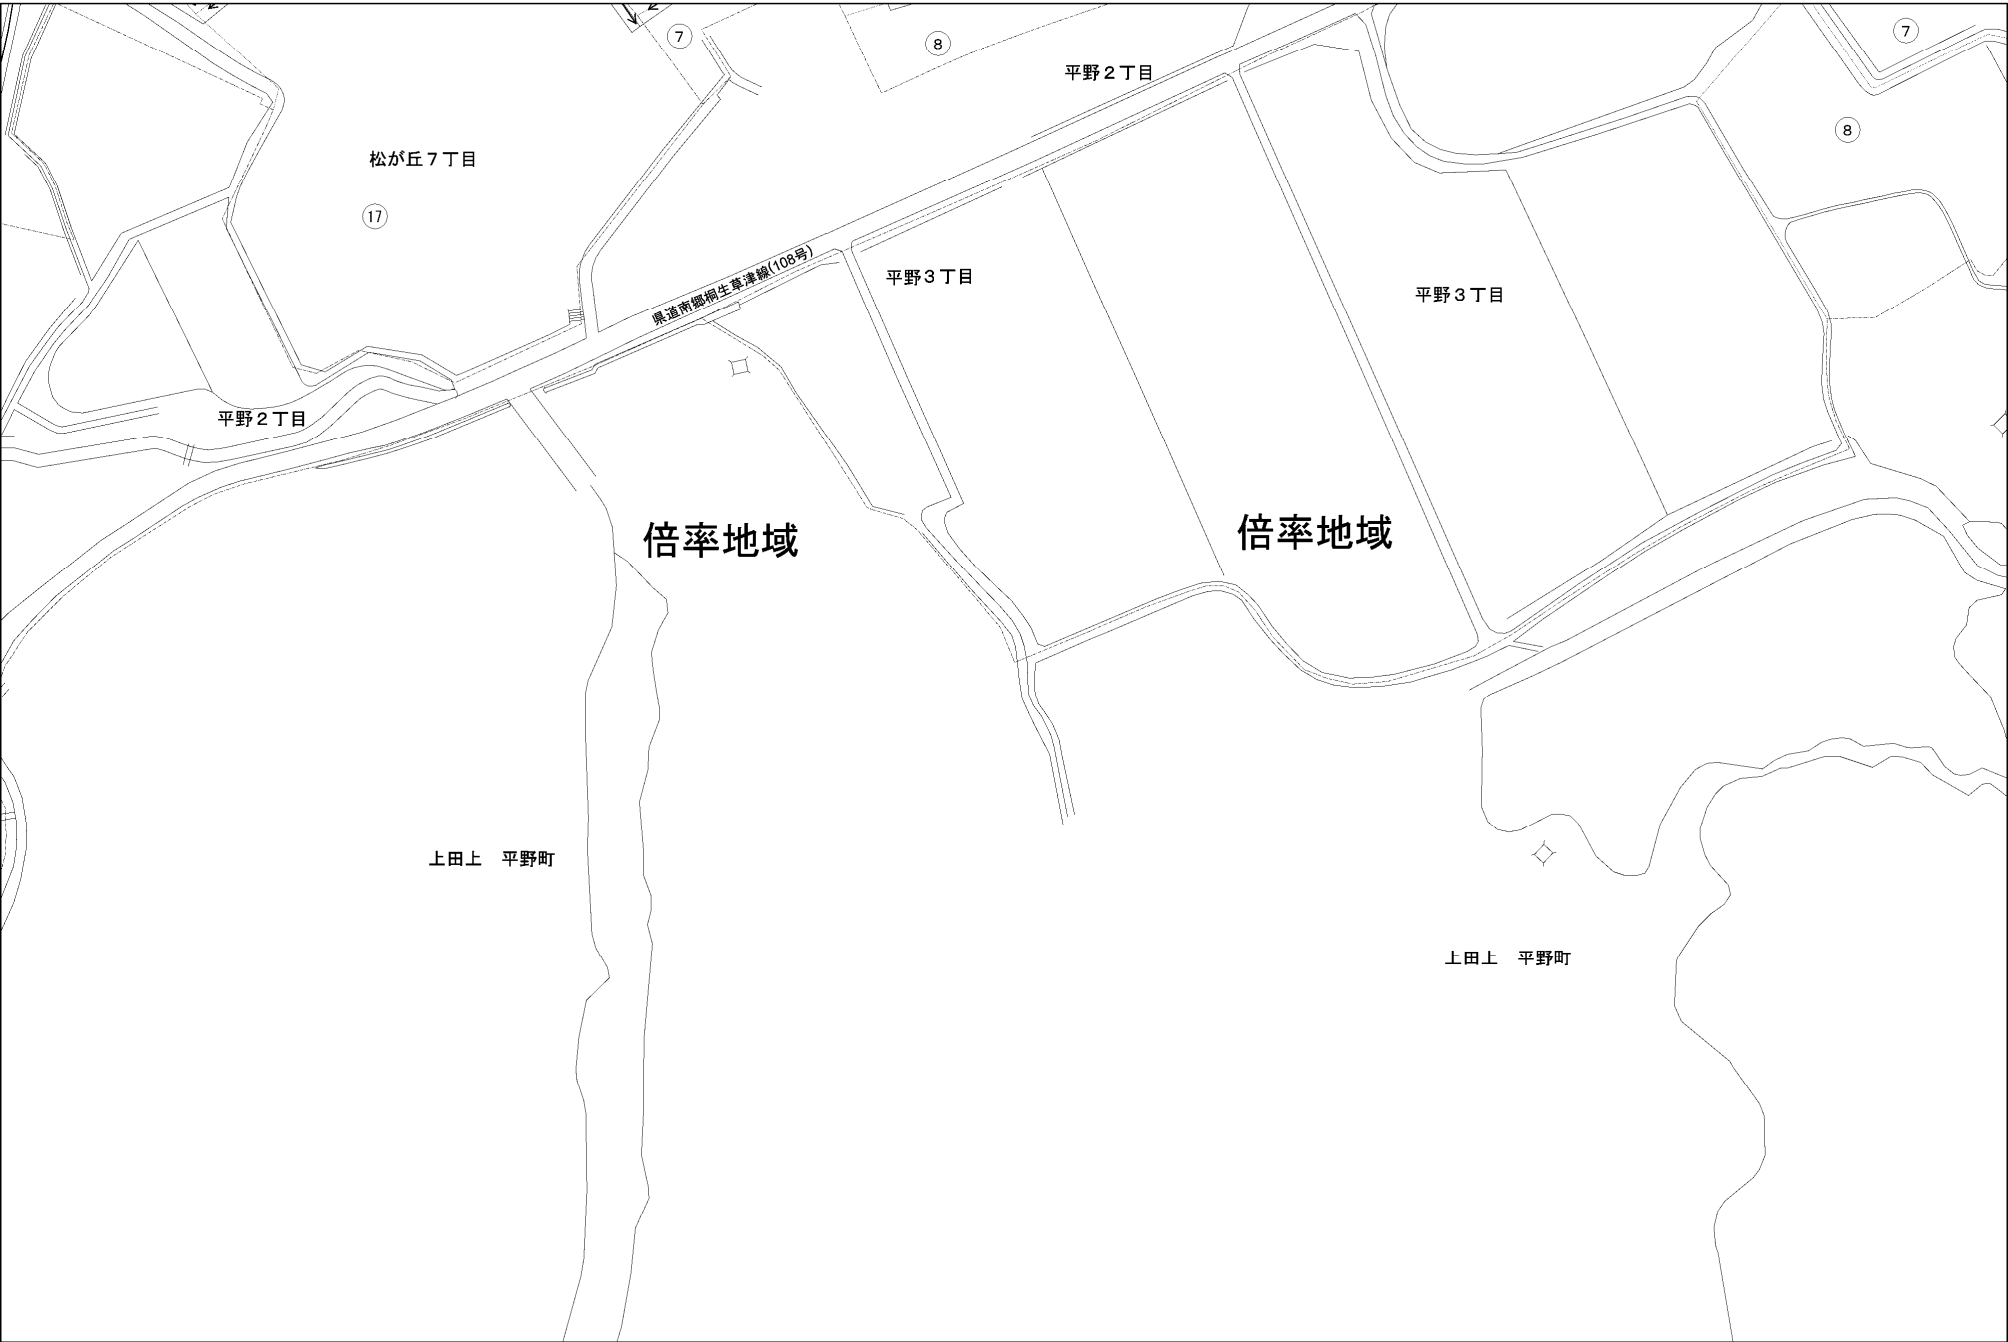 7
8
7
平野２丁目
8
松が丘７丁目
17
県道南郷桐生草津線(108号)
平野３丁目
平野３丁目
平野２丁目
倍率地域
倍率地域
上田上　平野町
上田上　平野町